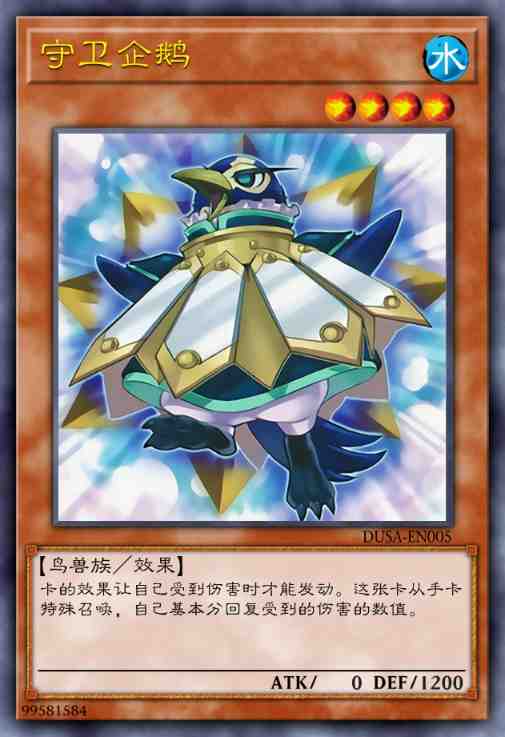 守卫企鹅
水
DUSA-EN005
【鸟兽族／效果】
卡的效果让自己受到伤害时才能发动。这张卡从手卡
特殊召唤，自己基本分回复受到的伤害的数值。
ATK/ 0 DEF/1200
99581584